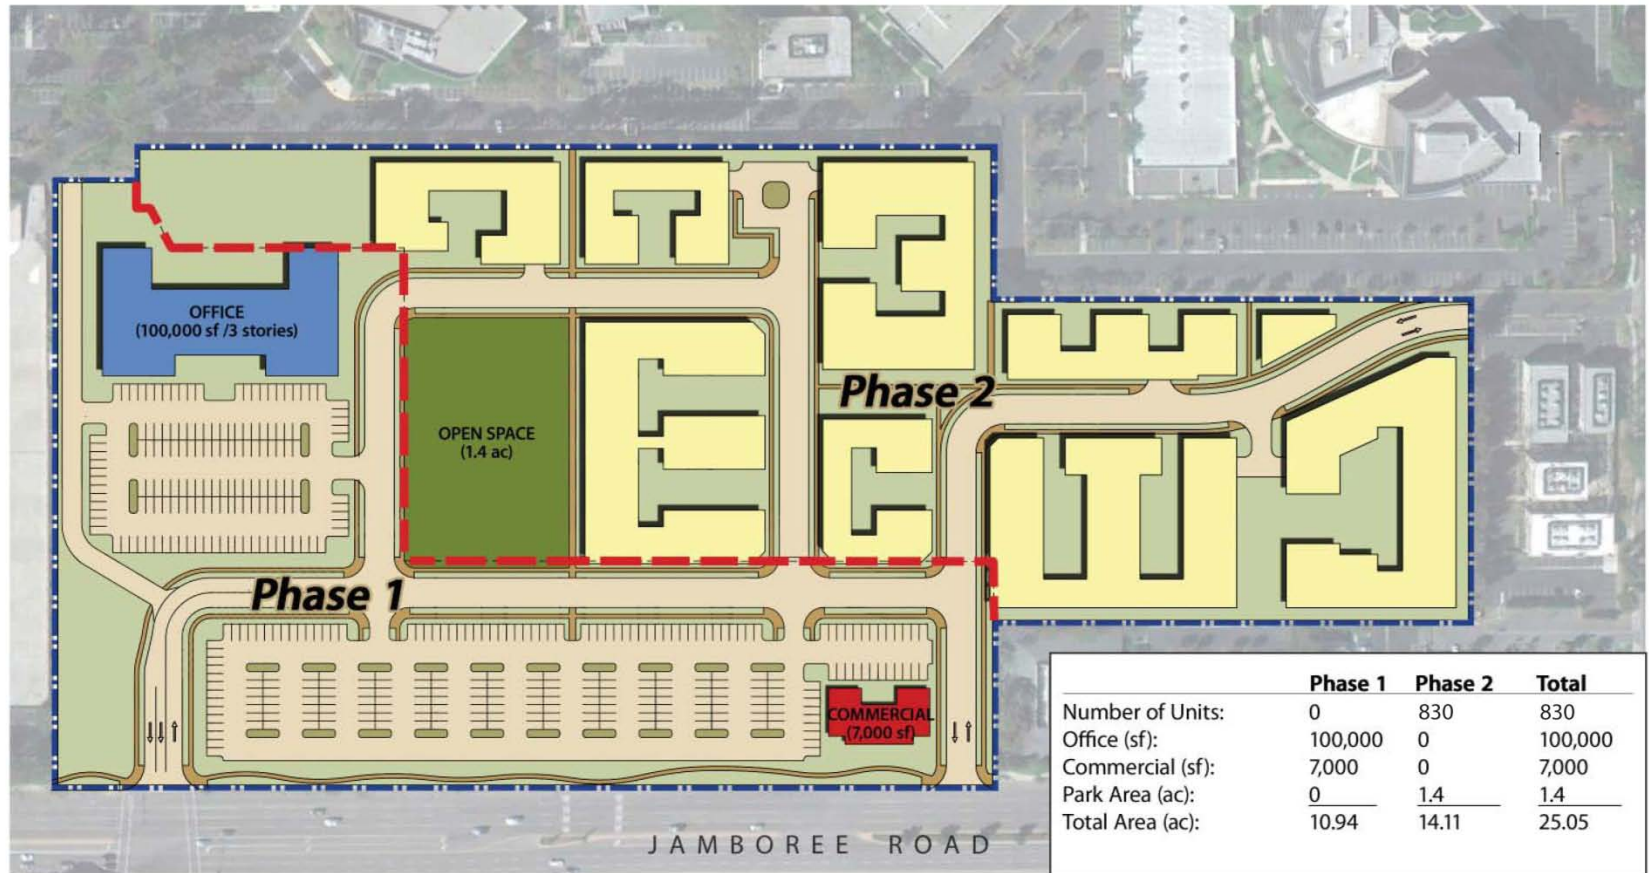 OFFICE
(100,000 sf /3 stories)
OPEN SPACE
(1.4 ac)
Phase 2
Phase 1
COMMERCIAL
(7,000 sf)
Phase 1 Phase 2 Total
Number of Units: 0 830 830
Office (sf): 100,000 0 100,000
Commercial (sf): 7,000 0 7,000
Park Area (ac): 0 1.4 1.4
Total Area (ac): 10.94 14.11 25.05
JAMBOREE ROAD